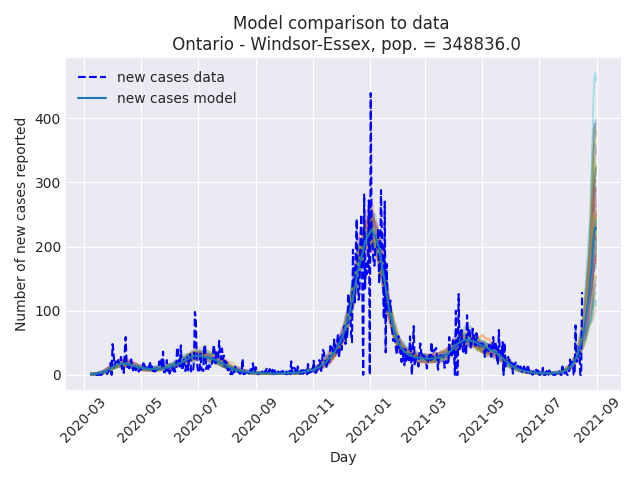 Model comparison to data
Ontario - Windsor-Essex, pop. = 348836.0
new cases data
new cases model
Number of new cases reported
400
300
200
100
0
2020-03
2020-05
2020-07
2020-09
2020-11
2021-01
2021-03
2021-05
2021-07
2021-09
Day